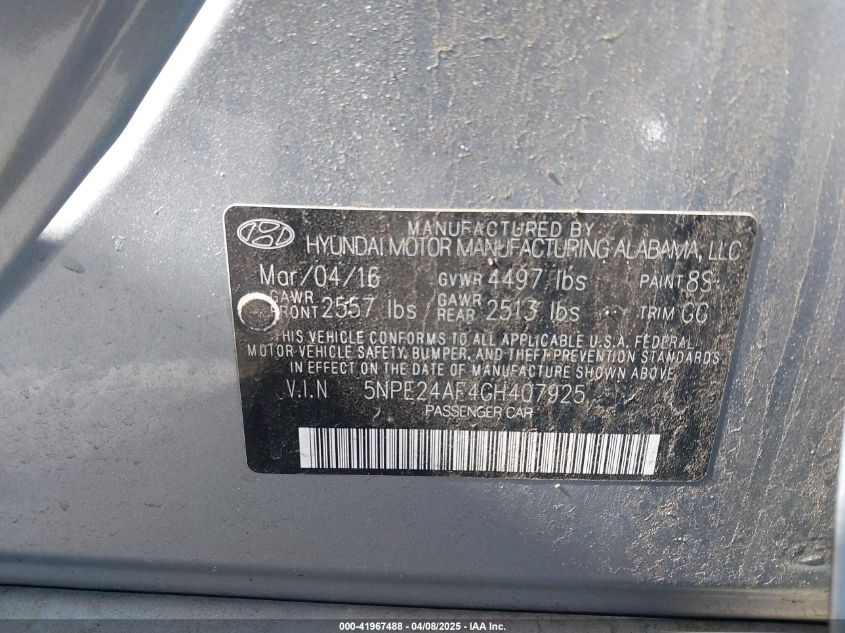 MANUFACTURED BY
HYUNDAI MOTOR MANUFACTURING ALABAMA, LLC
Mar/04/16 GVWR 4497 lbs PAINT 8S
GAWR FRONT 2557 lbs GAWR REAR 2513 lbs TRIM GC
THIS VEHICLE CONFORMS TO ALL APPLICABLE U.S.A. FEDERAL
MOTOR VEHICLE SAFETY, BUMPER, AND THEFT PREVENTION STANDARDS
IN EFFECT ON THE DATE OF MANUFACTURE SHOWN ABOVE.
V.I.N 5NPE24AF4GH407925
PASSENGER CAR
000-41967488 - 04/08/2025 - IAA Inc.